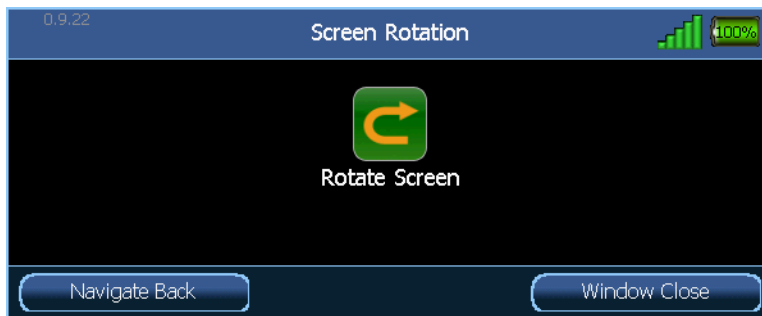 0.9.22
Screen Rotation
100%
Rotate Screen
Navigate Back
Window Close